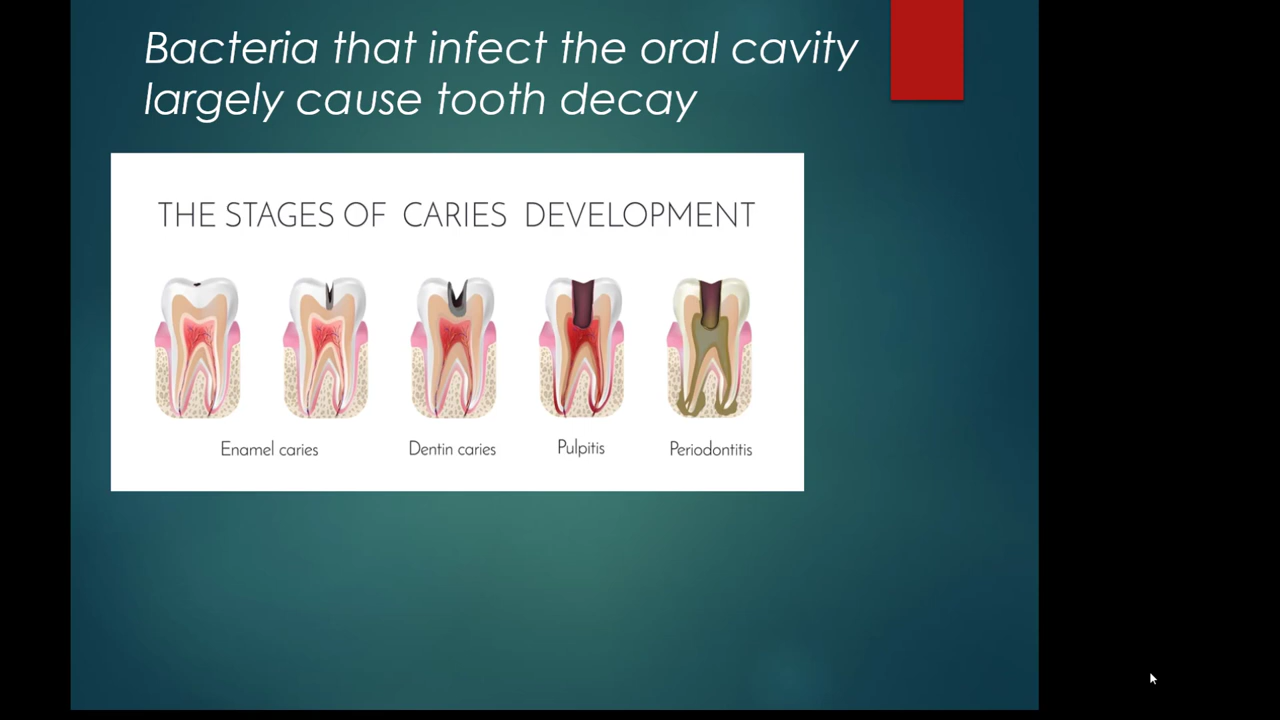 Bacteria that infect the oral cavity
largely cause tooth decay
THE STAGES OF CARIES DEVELOPMENT
Enamel caries
Dentin caries
Pulpitis
Periodontitis